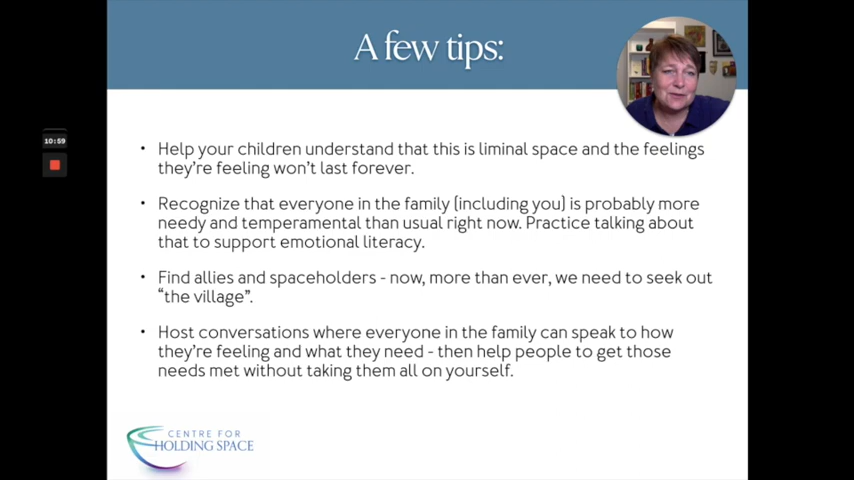 A few tips:
10:59
• Help your children understand that this is liminal space and the feelings
they're feeling won't last forever.
• Recognize that everyone in the family (including you) is probably more
needy and temperamental than usual right now. Practice talking about
that to support emotional literacy.
• Find allies and spaceholders - now, more than ever, we need to seek out
“the village”.
• Host conversations where everyone in the family can speak to how
they're feeling and what they need - then help people to get those
needs met without taking them all on yourself.
CENTRE FOR
HOLDING SPACE